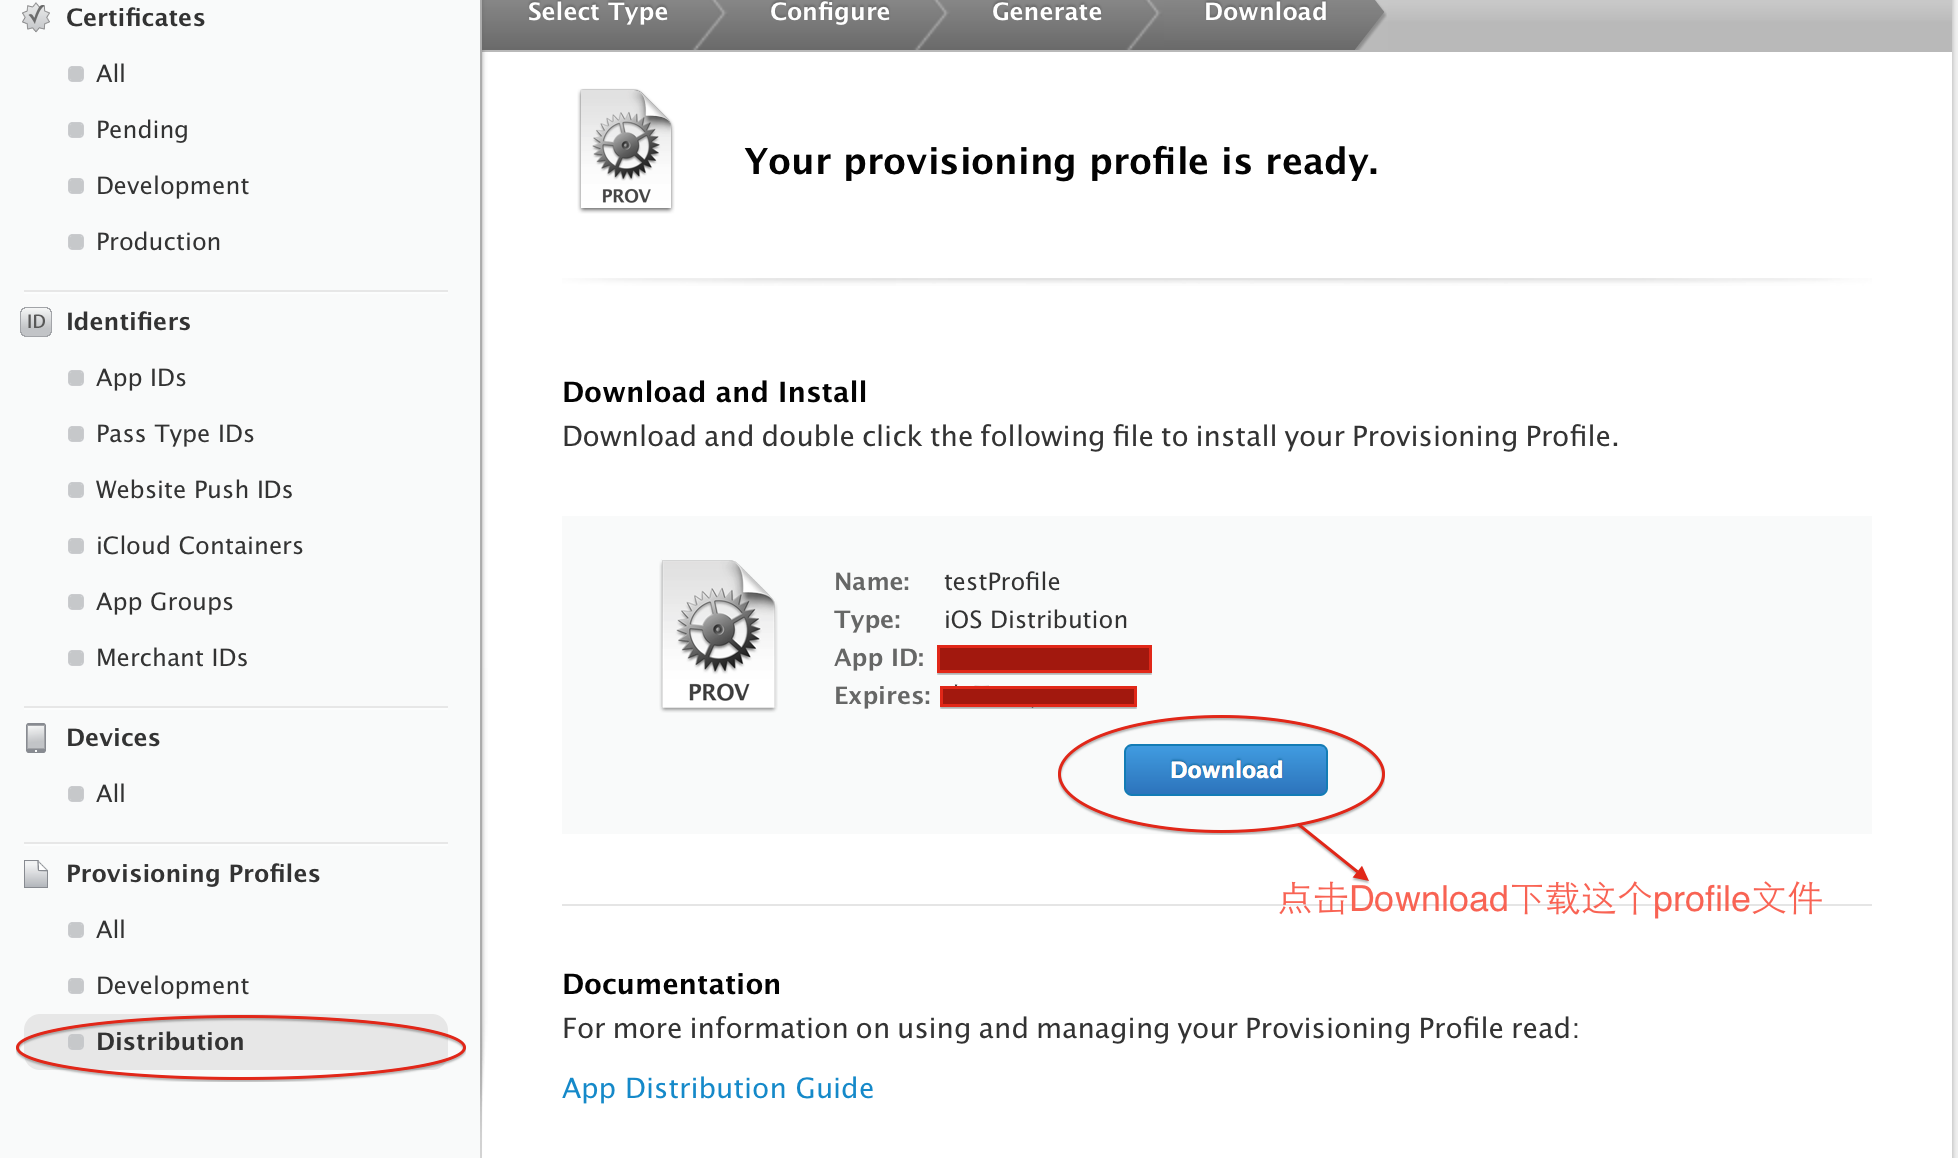 Certificates
All
Pending
Development
Production
ID Identifiers
App IDs
Pass Type IDs
Website Push IDs
iCloud Containers
App Groups
Merchant IDs
Devices
All
Provisioning Profiles
All
Development
Distribution
Select Type Configure Generate Download
PROV
Your provisioning profile is ready.
Download and Install
Download and double click the following file to install your Provisioning Profile.
PROV
Name: testProfile
Type: iOS Distribution
App ID:
Expires:
Download
点击Download下载这个profile文件
Documentation
For more information on using and managing your Provisioning Profile read:
App Distribution Guide